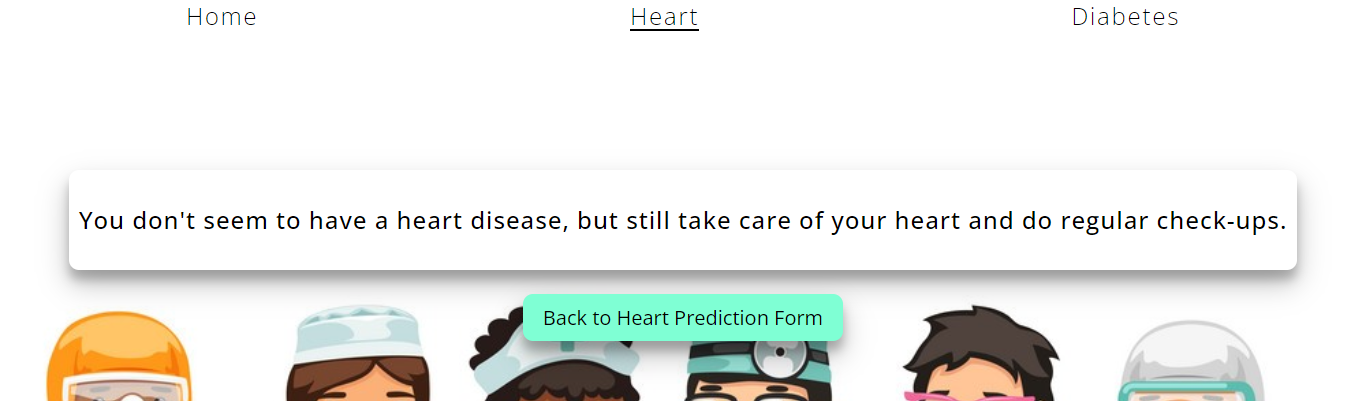 Home Heart Diabetes
You don't seem to have a heart disease, but still take care of your heart and do regular check-ups.
Back to Heart Prediction Form